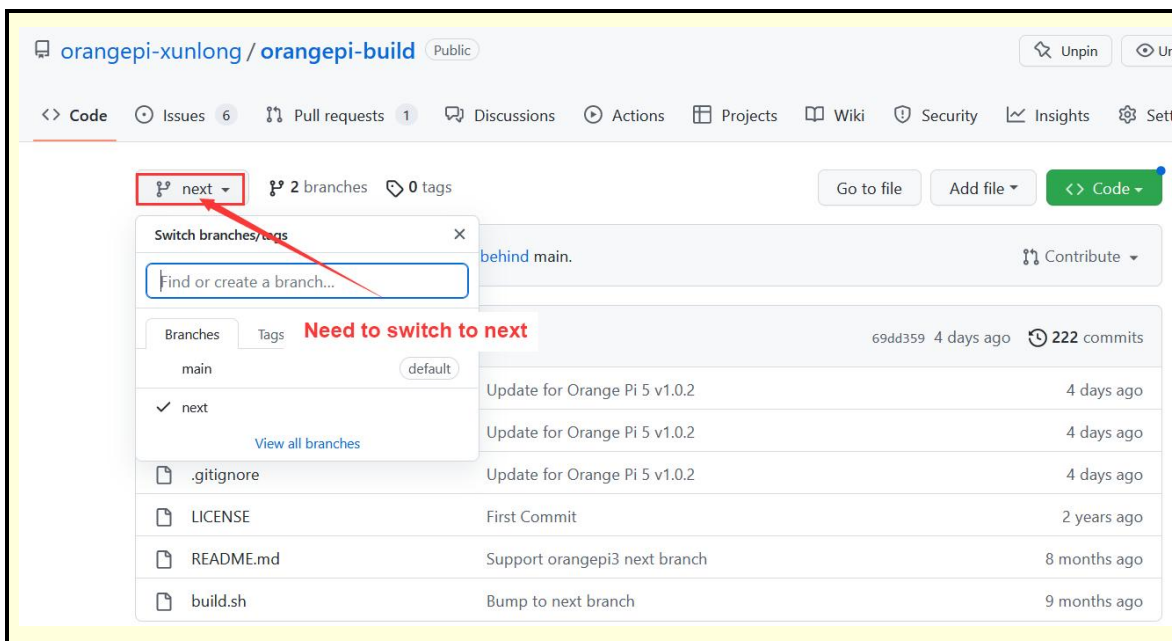 orangepi-xunlong / orangepi-build Public Unpin
<> Code Issues 6 Pull requests 1 Discussions Actions Projects Wiki Security Insights
next 2 branches 0 tags Go to file Add file <> Code
Switch branches/tags
behind main. Contribute
Find or create a branch...
Branches Tags Need to switch to next
69dd359 4 days ago 222 commits
main default
Update for Orange Pi 5 v1.0.2 4 days ago
next
Update for Orange Pi 5 v1.0.2 4 days ago
View all branches
.gitignore Update for Orange Pi 5 v1.0.2 4 days ago
LICENSE First Commit 2 years ago
README.md Support orangepi3 next branch 8 months ago
build.sh Bump to next branch 9 months ago